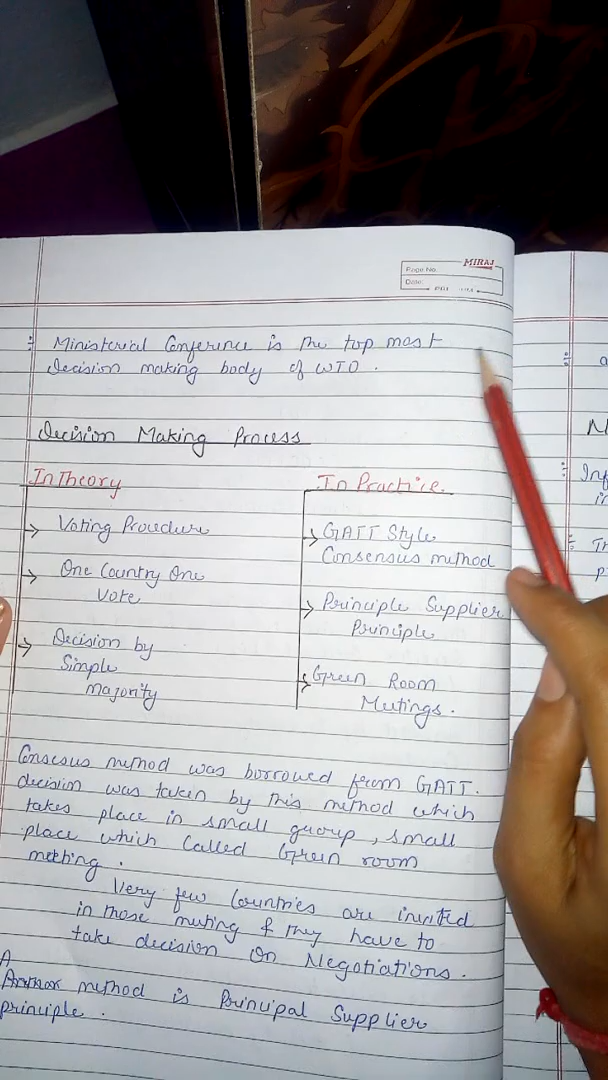 MIRAJ
Page No.
Date:
Ministerial Conference is the top most
decision making body of WTO.
Decision Making Process
In Theory
In Practice.
→ Voting Procedure
→ One Country One
Vote
→ Decision by
Simple
Majority
→ GATT Style
Consensus method
→ Principle Supplier
Principle
→ Green Room
Meetings.
Conscous method was borrowed from GATT.
decision was taken by this method which
takes place in small guorp, small
place which called Green room
meeting.
Very few Countries are invited
in those meeting & they have to
take decision on Negotiations.
A
method is Principal Supplier
principle.
a
In